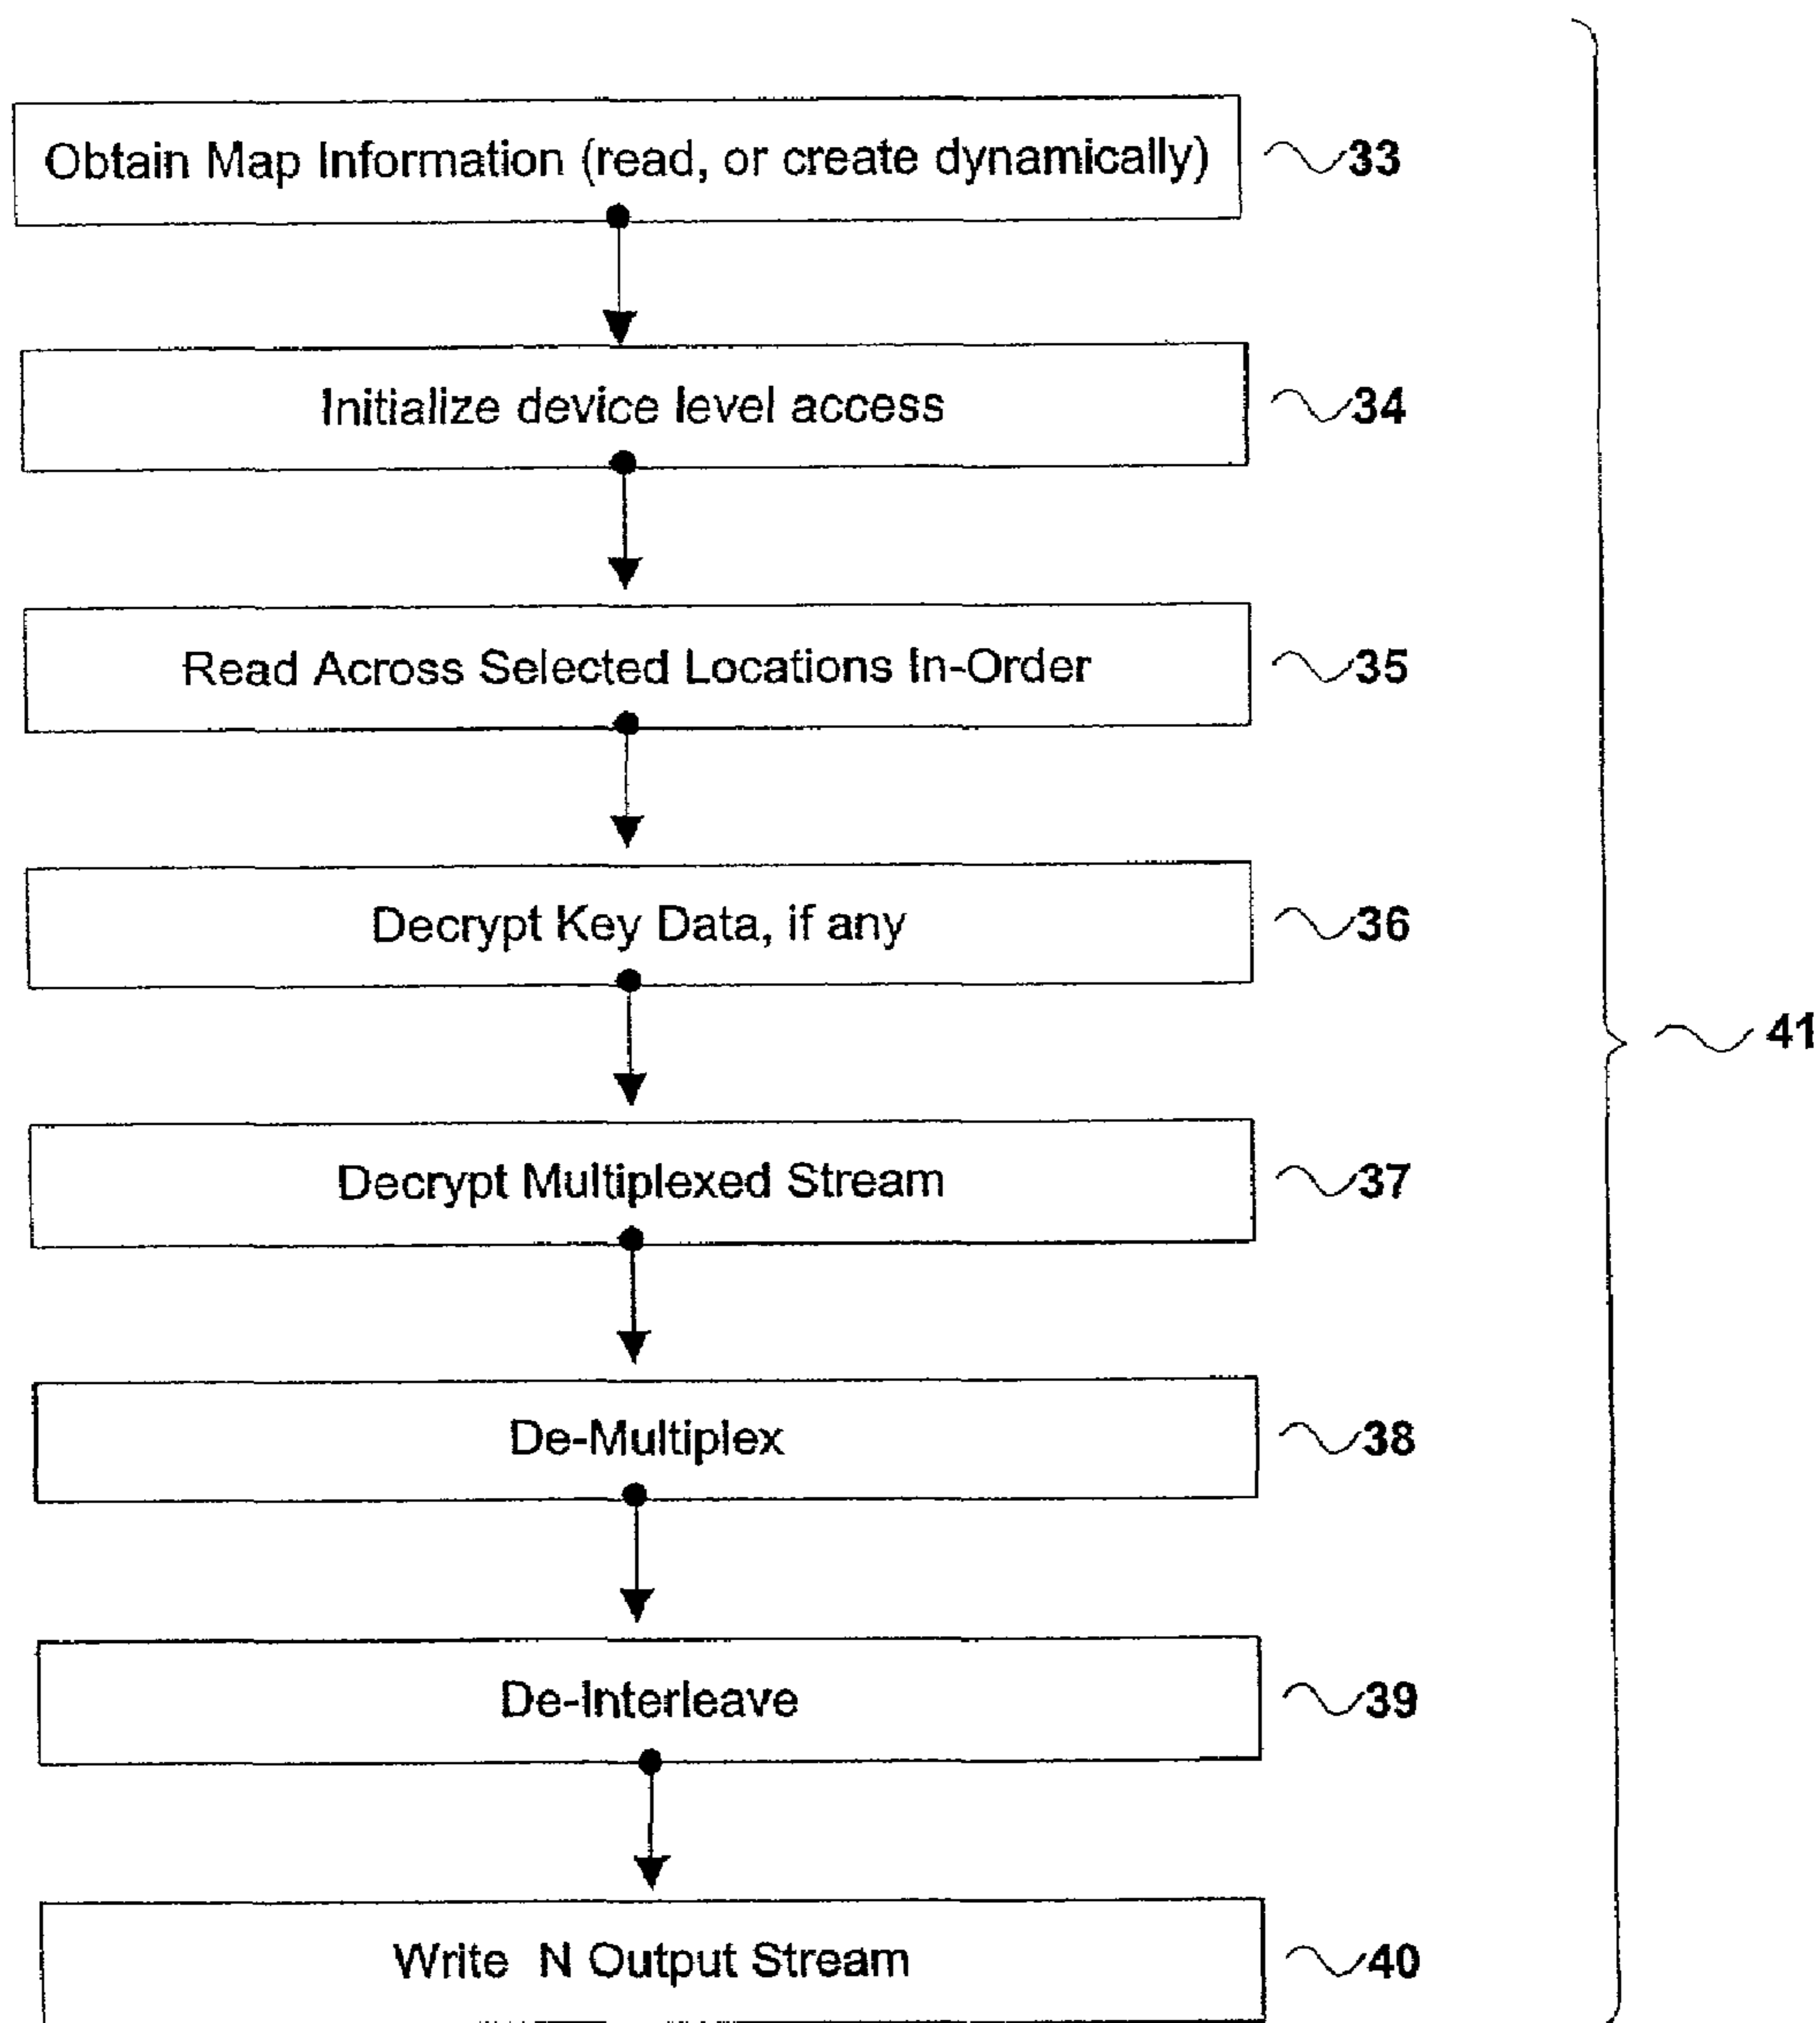 Obtain Map Information (read, or create dynamically) 33
Initialize device level access 34
Read Across Selected Locations In-Order 35
Decrypt Key Data, if any 36
41
Decrypt Multiplexed Stream 37
De-Multiplex 38
De-Interleave 39
Write N Output Stream 40